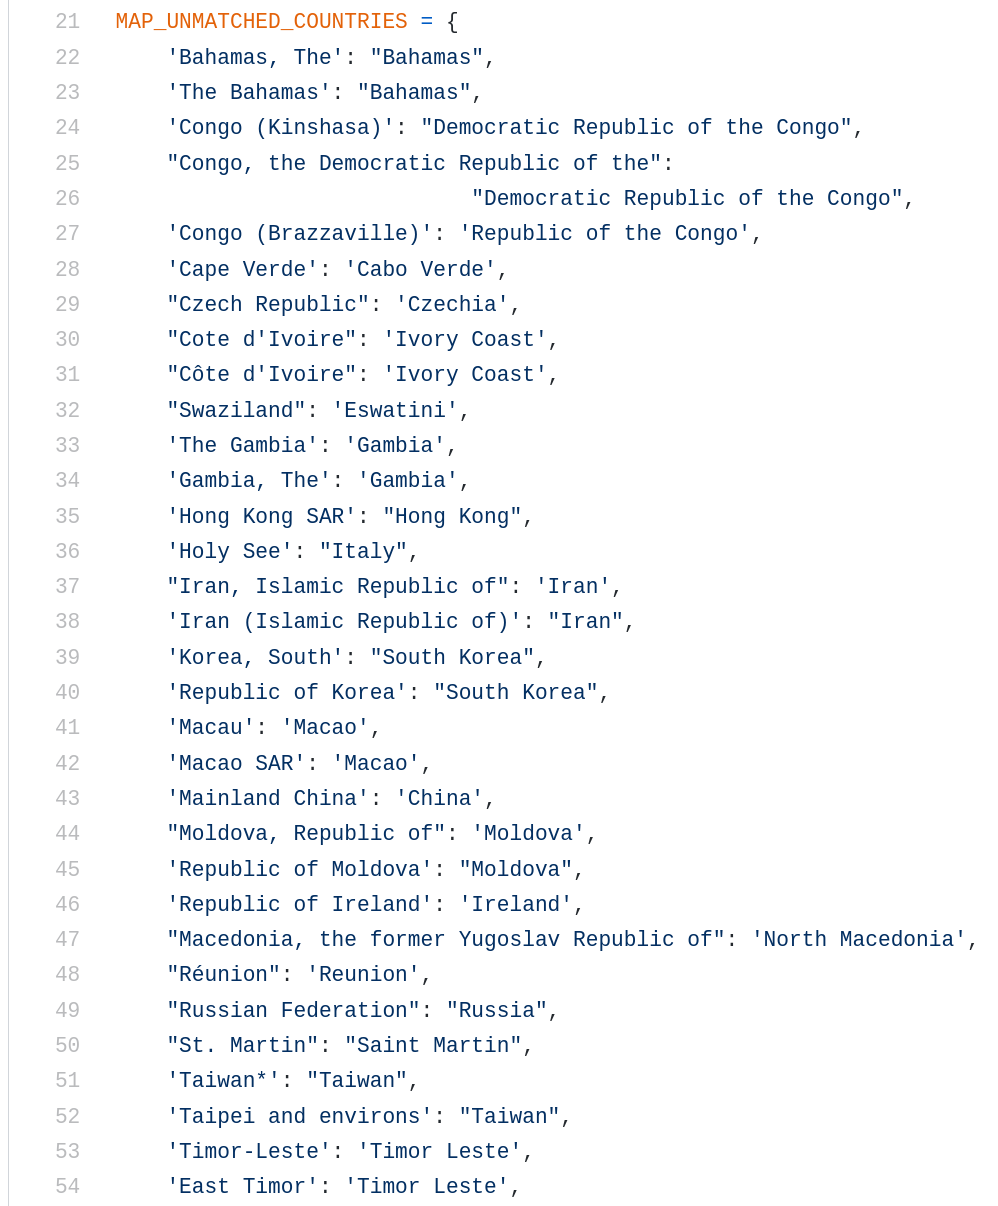 21 MAP_UNMATCHED_COUNTRIES = {
22 'Bahamas, The': "Bahamas",
23 'The Bahamas': "Bahamas",
24 'Congo (Kinshasa)': "Democratic Republic of the Congo",
25 "Congo, the Democratic Republic of the":
26 "Democratic Republic of the Congo",
27 'Congo (Brazzaville)': 'Republic of the Congo',
28 'Cape Verde': 'Cabo Verde',
29 "Czech Republic": 'Czechia',
30 "Cote d'Ivoire": 'Ivory Coast',
31 "Côte d'Ivoire": 'Ivory Coast',
32 "Swaziland": 'Eswatini',
33 'The Gambia': 'Gambia',
34 'Gambia, The': 'Gambia',
35 'Hong Kong SAR': "Hong Kong",
36 'Holy See': "Italy",
37 "Iran, Islamic Republic of": 'Iran',
38 'Iran (Islamic Republic of)': "Iran",
39 'Korea, South': "South Korea",
40 'Republic of Korea': "South Korea",
41 'Macau': 'Macao',
42 'Macao SAR': 'Macao',
43 'Mainland China': 'China',
44 "Moldova, Republic of": 'Moldova',
45 'Republic of Moldova': "Moldova",
46 'Republic of Ireland': 'Ireland',
47 "Macedonia, the former Yugoslav Republic of": 'North Macedonia',
48 "Réunion": 'Reunion',
49 "Russian Federation": "Russia",
50 "St. Martin": "Saint Martin",
51 'Taiwan*': "Taiwan",
52 'Taipei and environs': "Taiwan",
53 'Timor-Leste': 'Timor Leste',
54 'East Timor': 'Timor Leste',